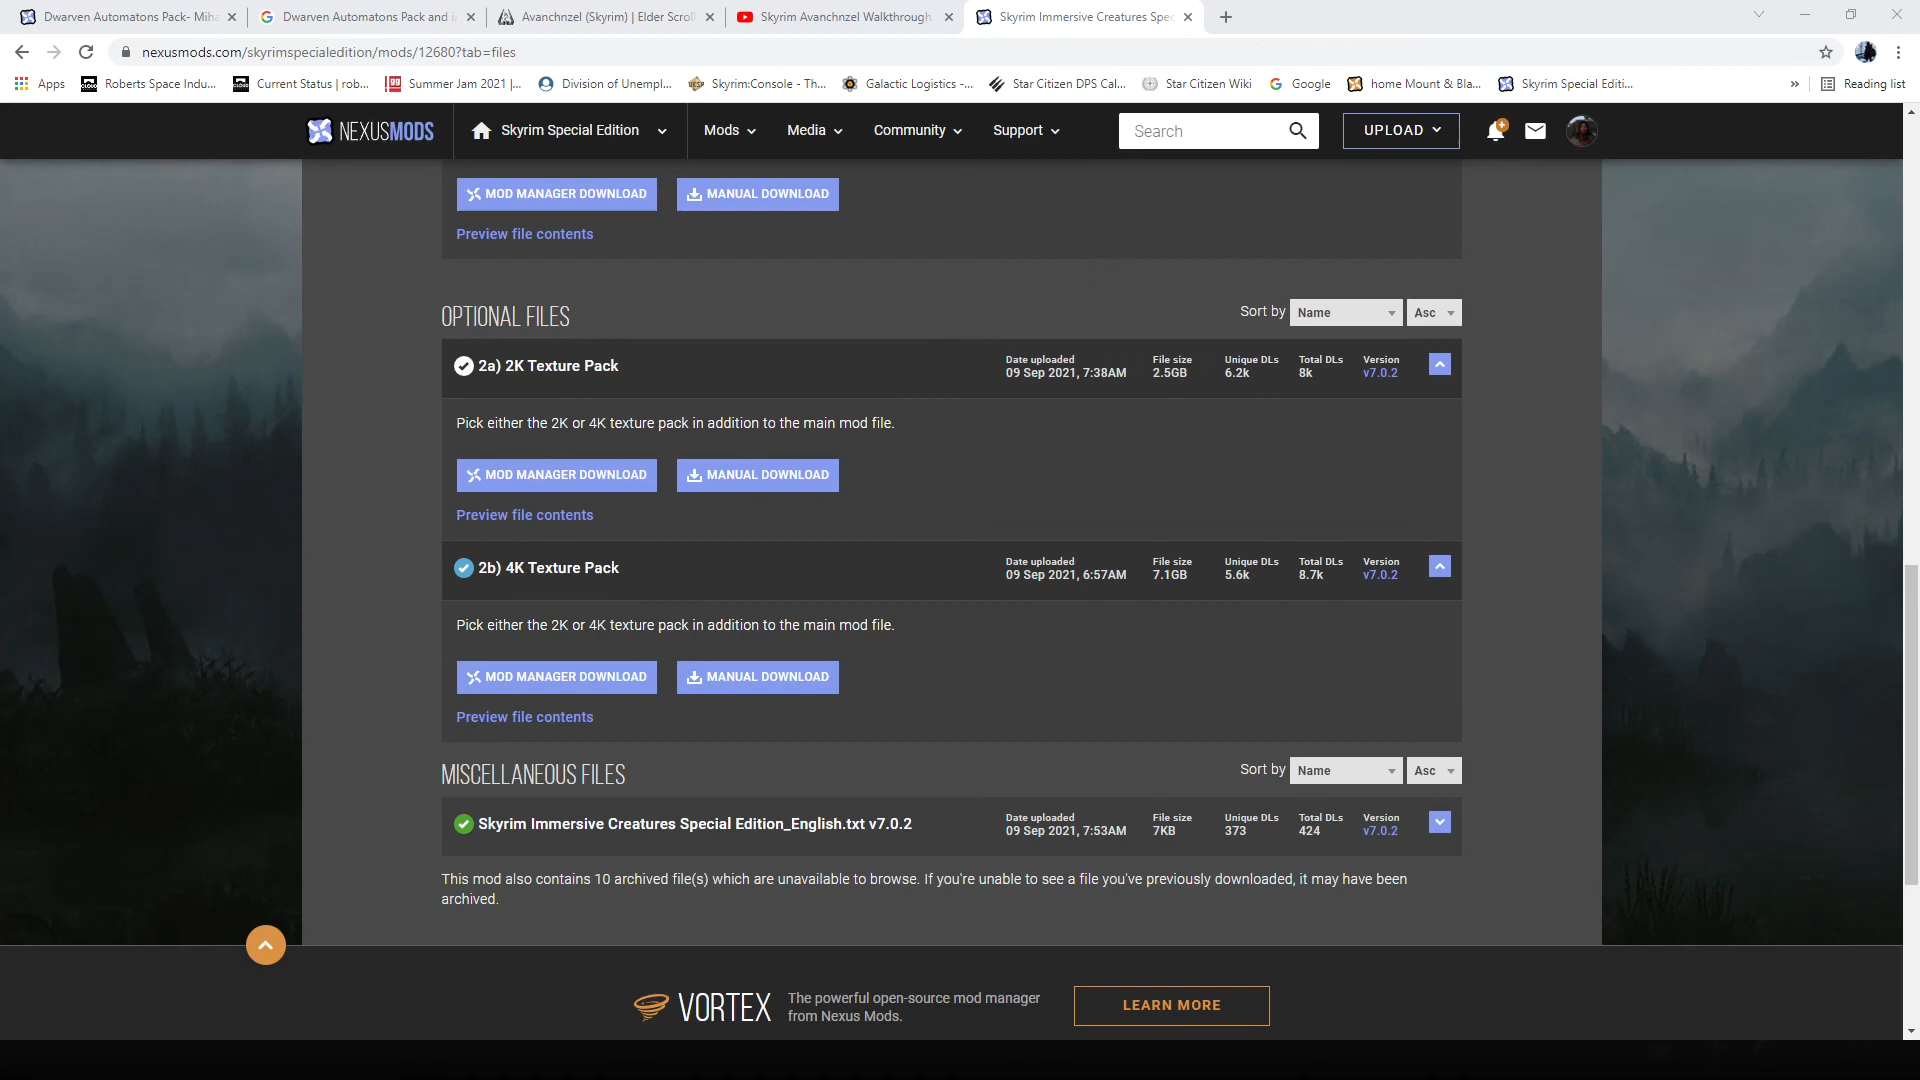 Dwarven Automatons Pack- Miha
Dwarven Automatons Pack and i
Avanchnzel (Skyrim) | Elder Scroll
Skyrim Avanchnzel Walkthrough
Skyrim Immersive Creatures Spec
nexusmods.com/skyrimspecialedition/mods/12680?tab=files
Apps
Roberts Space Indu...
Current Status | rob...
Summer Jam 2021 |...
Division of Unempl...
Skyrim:Console - Th...
Galactic Logistics -...
Star Citizen DPS Cal...
Star Citizen Wiki
Google
home Mount & Bla...
Skyrim Special Editi...
»
Reading list
NEXUSMODS
Skyrim Special Edition
Mods
Media
Community
Support
Search
UPLOAD
MOD MANAGER DOWNLOAD
MANUAL DOWNLOAD
Preview file contents
OPTIONAL FILES
Sort by
Name
Asc
2a) 2K Texture Pack
Date uploaded
09 Sep 2021, 7:38AM
File size
2.5GB
Unique DLs
6.2k
Total DLs
8k
Version
v7.0.2
Pick either the 2K or 4K texture pack in addition to the main mod file.
MOD MANAGER DOWNLOAD
MANUAL DOWNLOAD
Preview file contents
2b) 4K Texture Pack
Date uploaded
09 Sep 2021, 6:57AM
File size
7.1GB
Unique DLs
5.6k
Total DLs
8.7k
Version
v7.0.2
Pick either the 2K or 4K texture pack in addition to the main mod file.
MOD MANAGER DOWNLOAD
MANUAL DOWNLOAD
Preview file contents
MISCELLANEOUS FILES
Sort by
Name
Asc
Skyrim Immersive Creatures Special Edition_English.txt v7.0.2
Date uploaded
09 Sep 2021, 7:53AM
File size
7KB
Unique DLs
373
Total DLs
424
Version
v7.0.2
This mod also contains 10 archived file(s) which are unavailable to browse. If you're unable to see a file you've previously downloaded, it may have been
archived.
VORTEX
The powerful open-source mod manager
from Nexus Mods.
LEARN MORE